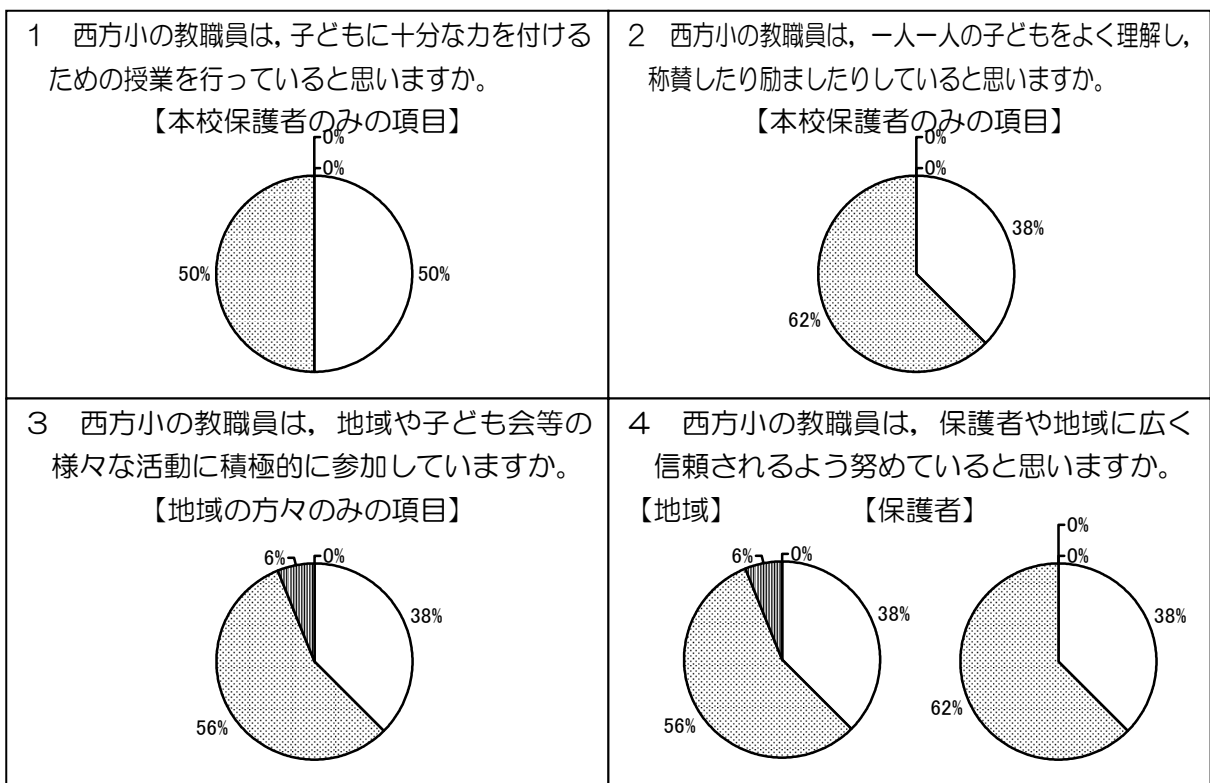 1　西方小の教職員は，子どもに十分な力を付ける
ための授業を行っていると思いますか。
【本校保護者のみの項目】
0%
0%
50%
50%
2　西方小の教職員は，一人一人の子どもをよく理解し，
称賛したり励ましたりしていると思いますか。
【本校保護者のみの項目】
0%
0%
38%
62%
3　西方小の教職員は，地域や子ども会等の
様々な活動に積極的に参加していますか。
【地域の方々のみの項目】
6%
0%
38%
56%
4　西方小の教職員は，保護者や地域に広く
信頼されるよう努めていると思いますか。
【地域】
【保護者】
6%
0%
38%
56%
0%
0%
38%
62%